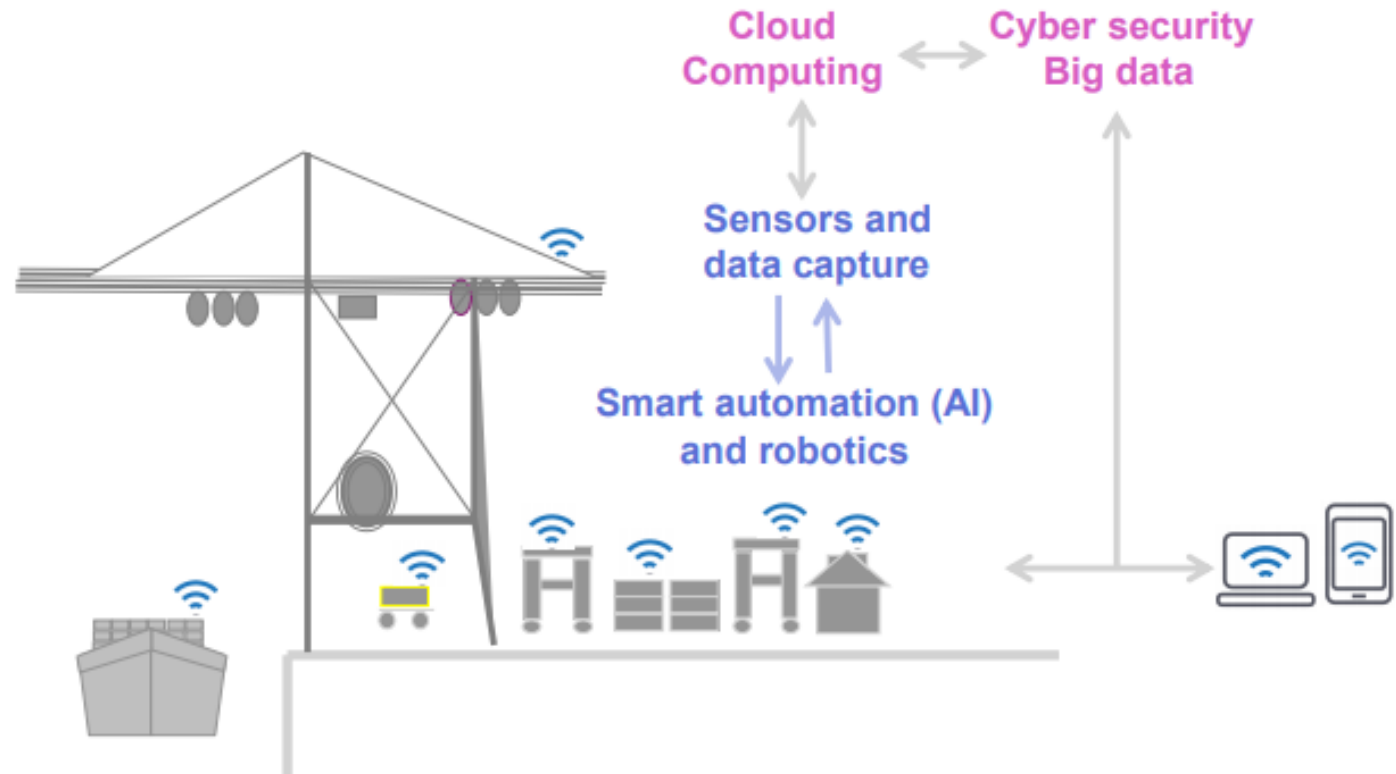 Cloud
Computing
Cyber security
Big data
Sensors and
data capture
Smart automation (AI)
and robotics